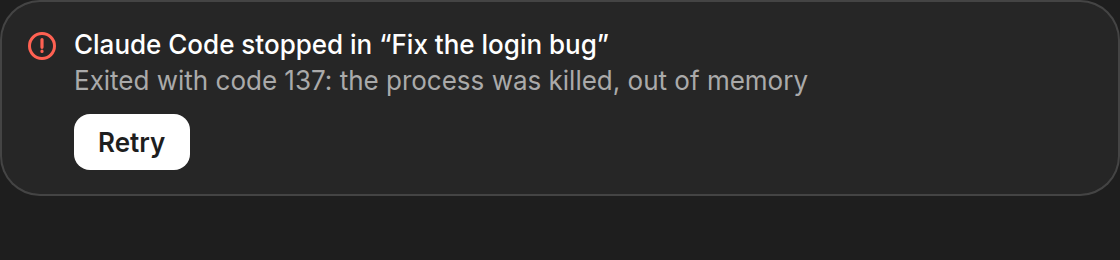 Claude Code stopped in “Fix the login bug”
Exited with code 137: the process was killed, out of memory
Retry